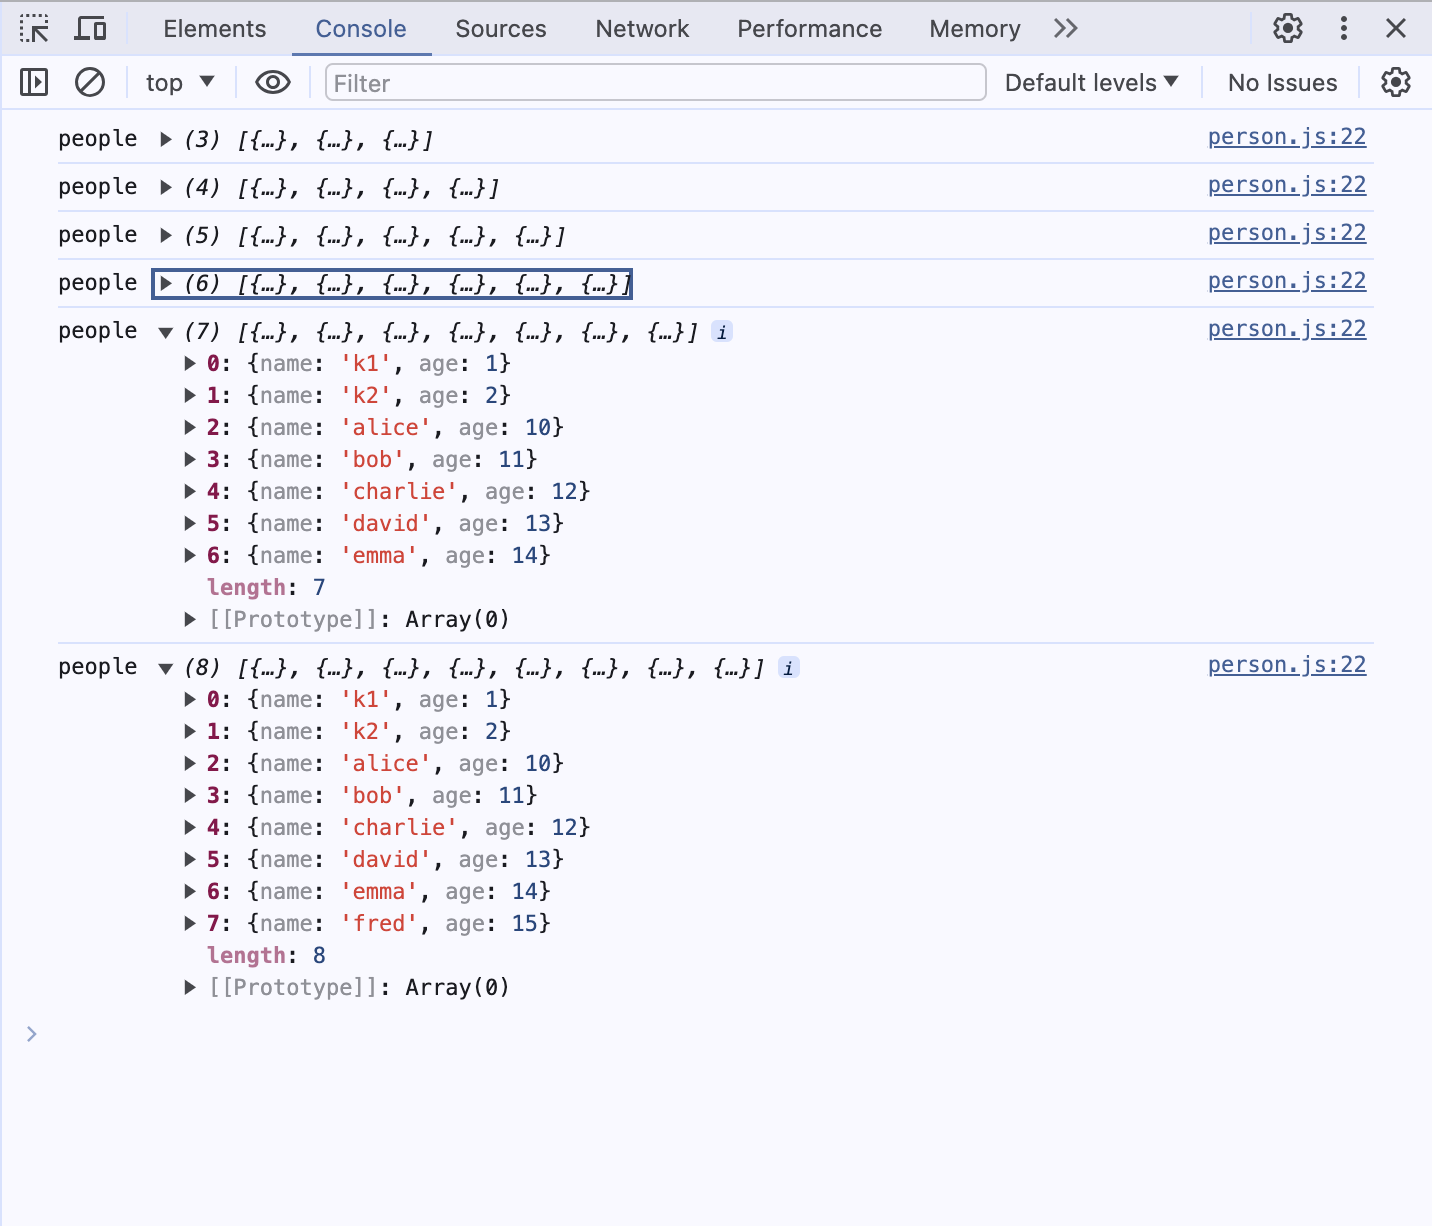 Elements Console Sources Network Performance Memory
top Filter Default levels No Issues
people (3) [{…}, {…}, {…}] person.js:22
people (4) [{…}, {…}, {…}, {…}] person.js:22
people (5) [{…}, {…}, {…}, {…}, {…}] person.js:22
people (6) [{…}, {…}, {…}, {…}, {…}, {…}] person.js:22
people (7) [{…}, {…}, {…}, {…}, {…}, {…}, {…}] i person.js:22
0: {name: 'k1', age: 1}
1: {name: 'k2', age: 2}
2: {name: 'alice', age: 10}
3: {name: 'bob', age: 11}
4: {name: 'charlie', age: 12}
5: {name: 'david', age: 13}
6: {name: 'emma', age: 14}
length: 7
[[Prototype]]: Array(0)
people (8) [{…}, {…}, {…}, {…}, {…}, {…}, {…}, {…}] i person.js:22
0: {name: 'k1', age: 1}
1: {name: 'k2', age: 2}
2: {name: 'alice', age: 10}
3: {name: 'bob', age: 11}
4: {name: 'charlie', age: 12}
5: {name: 'david', age: 13}
6: {name: 'emma', age: 14}
7: {name: 'fred', age: 15}
length: 8
[[Prototype]]: Array(0)